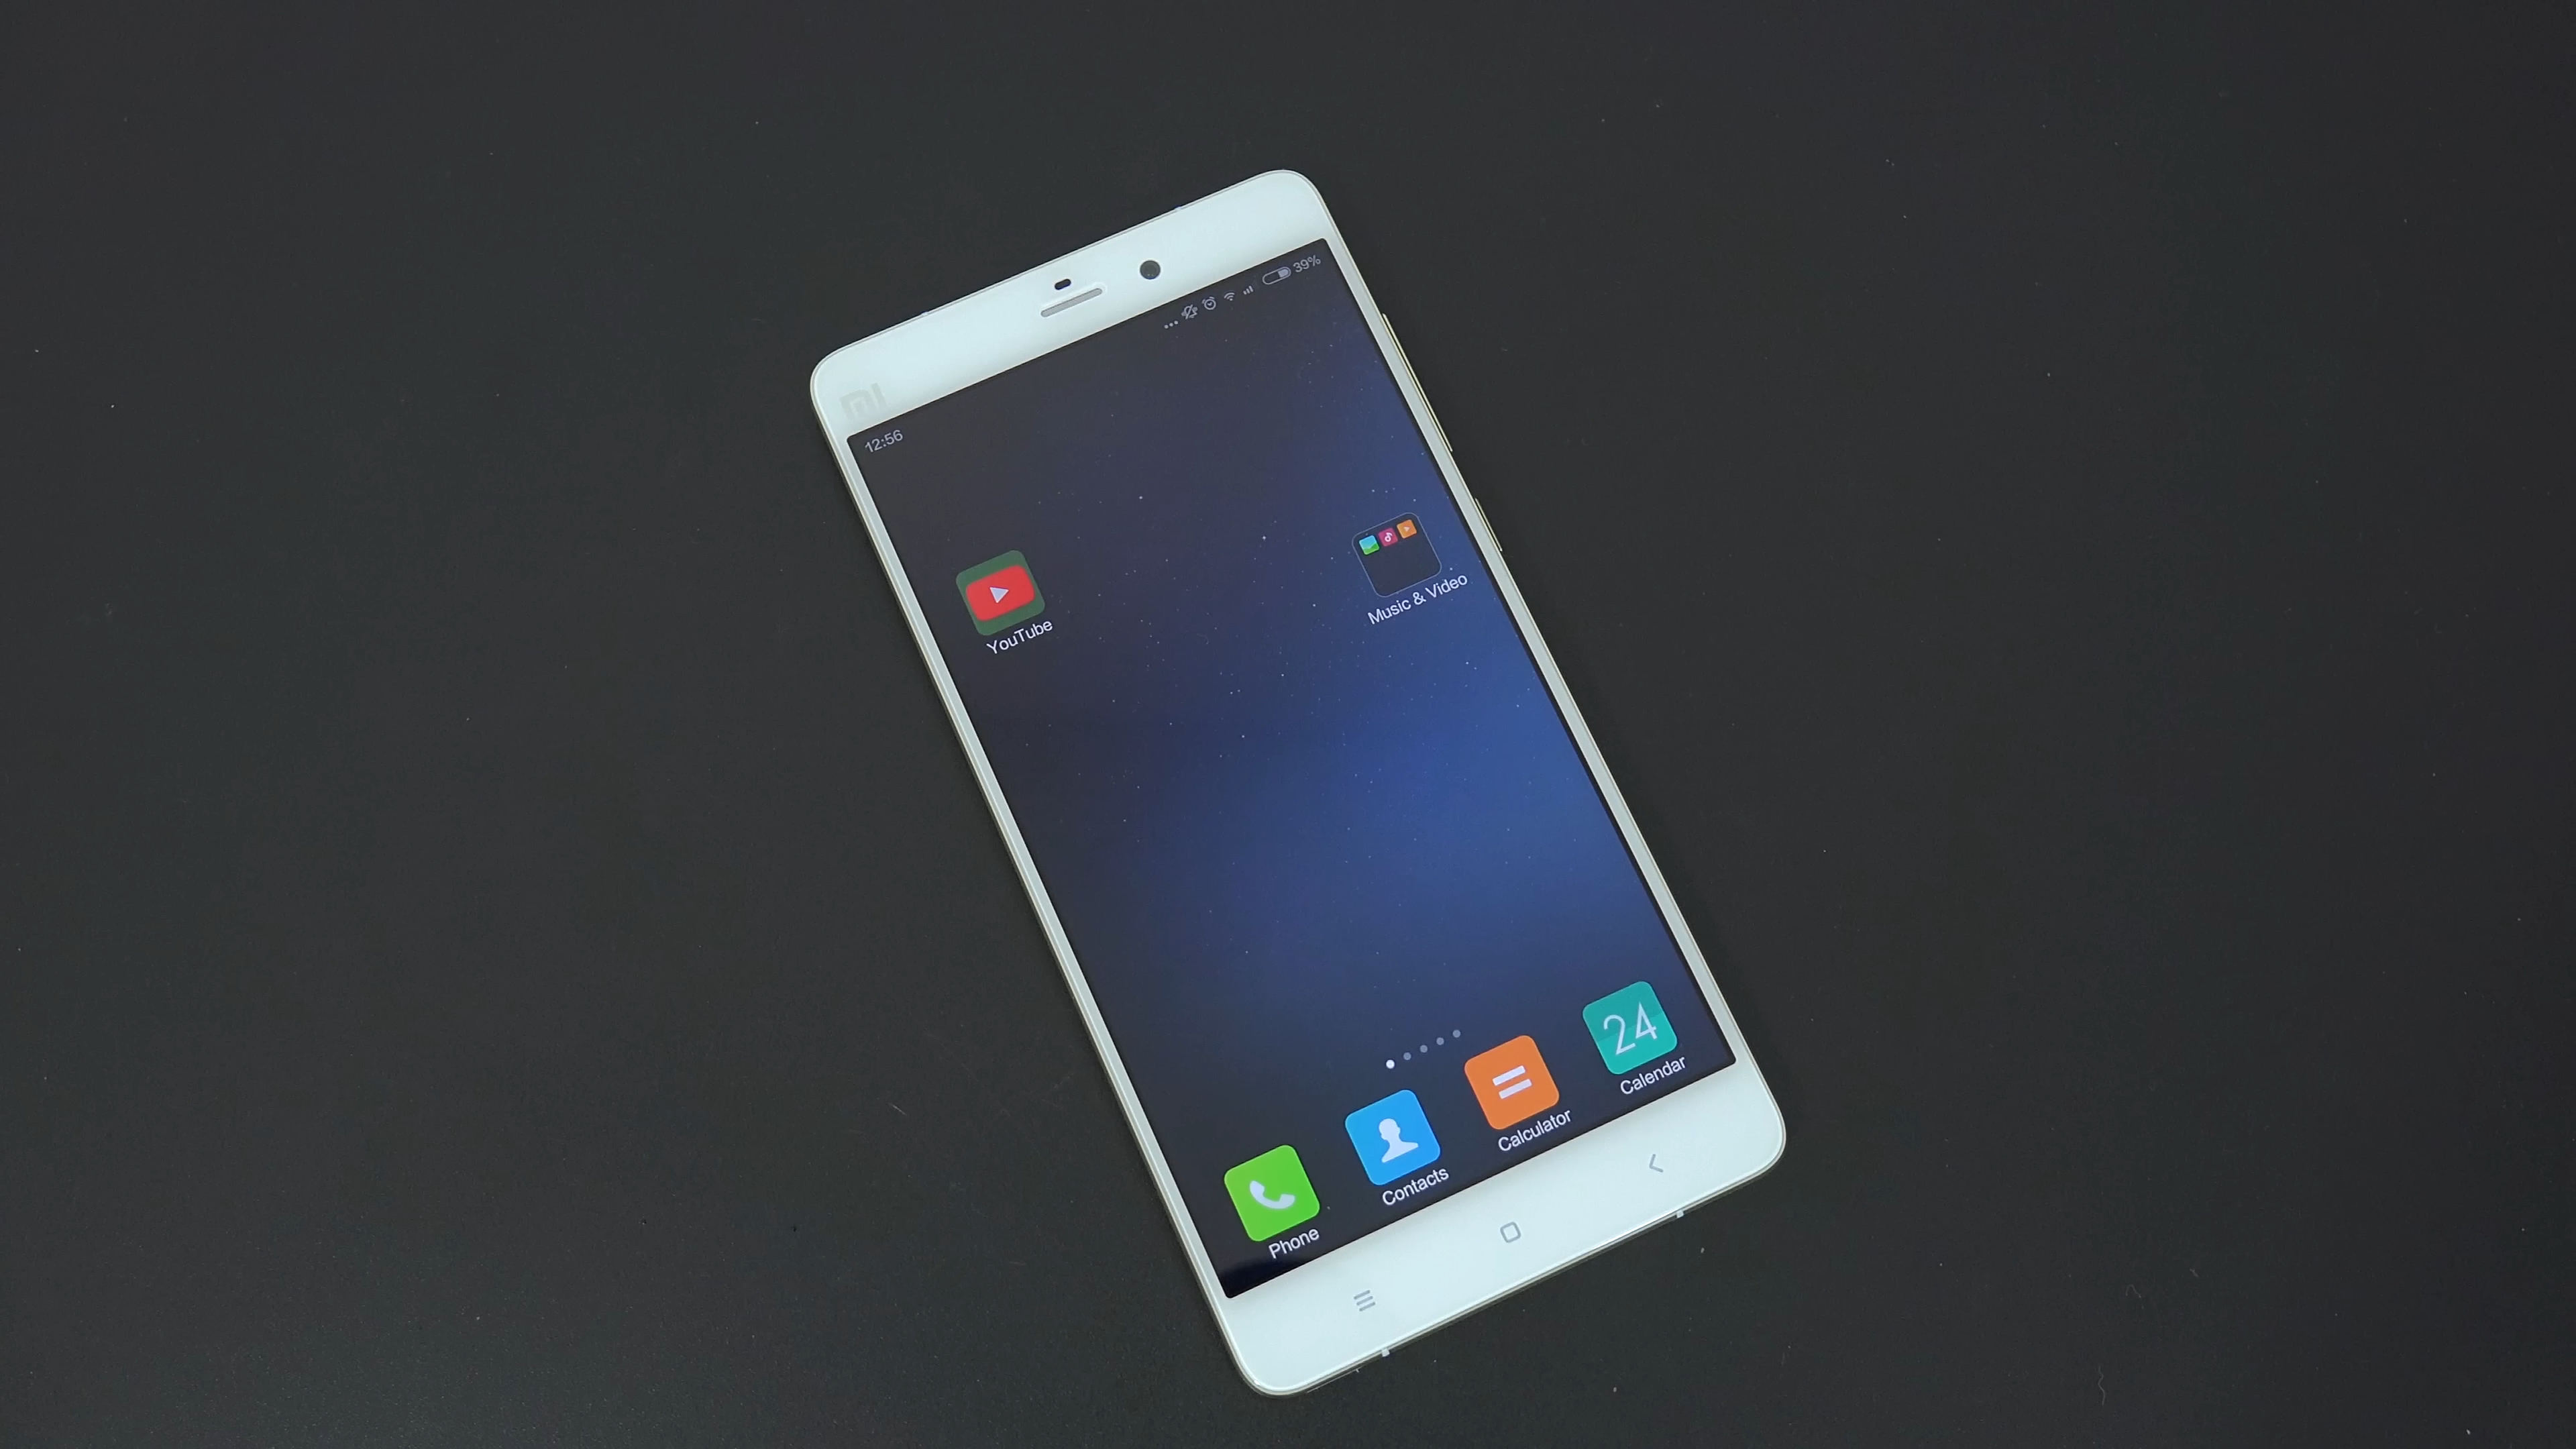 mi
12:56
39%
YouTube
Music & Video
24
Calendar
Calculator
Contacts
Phone